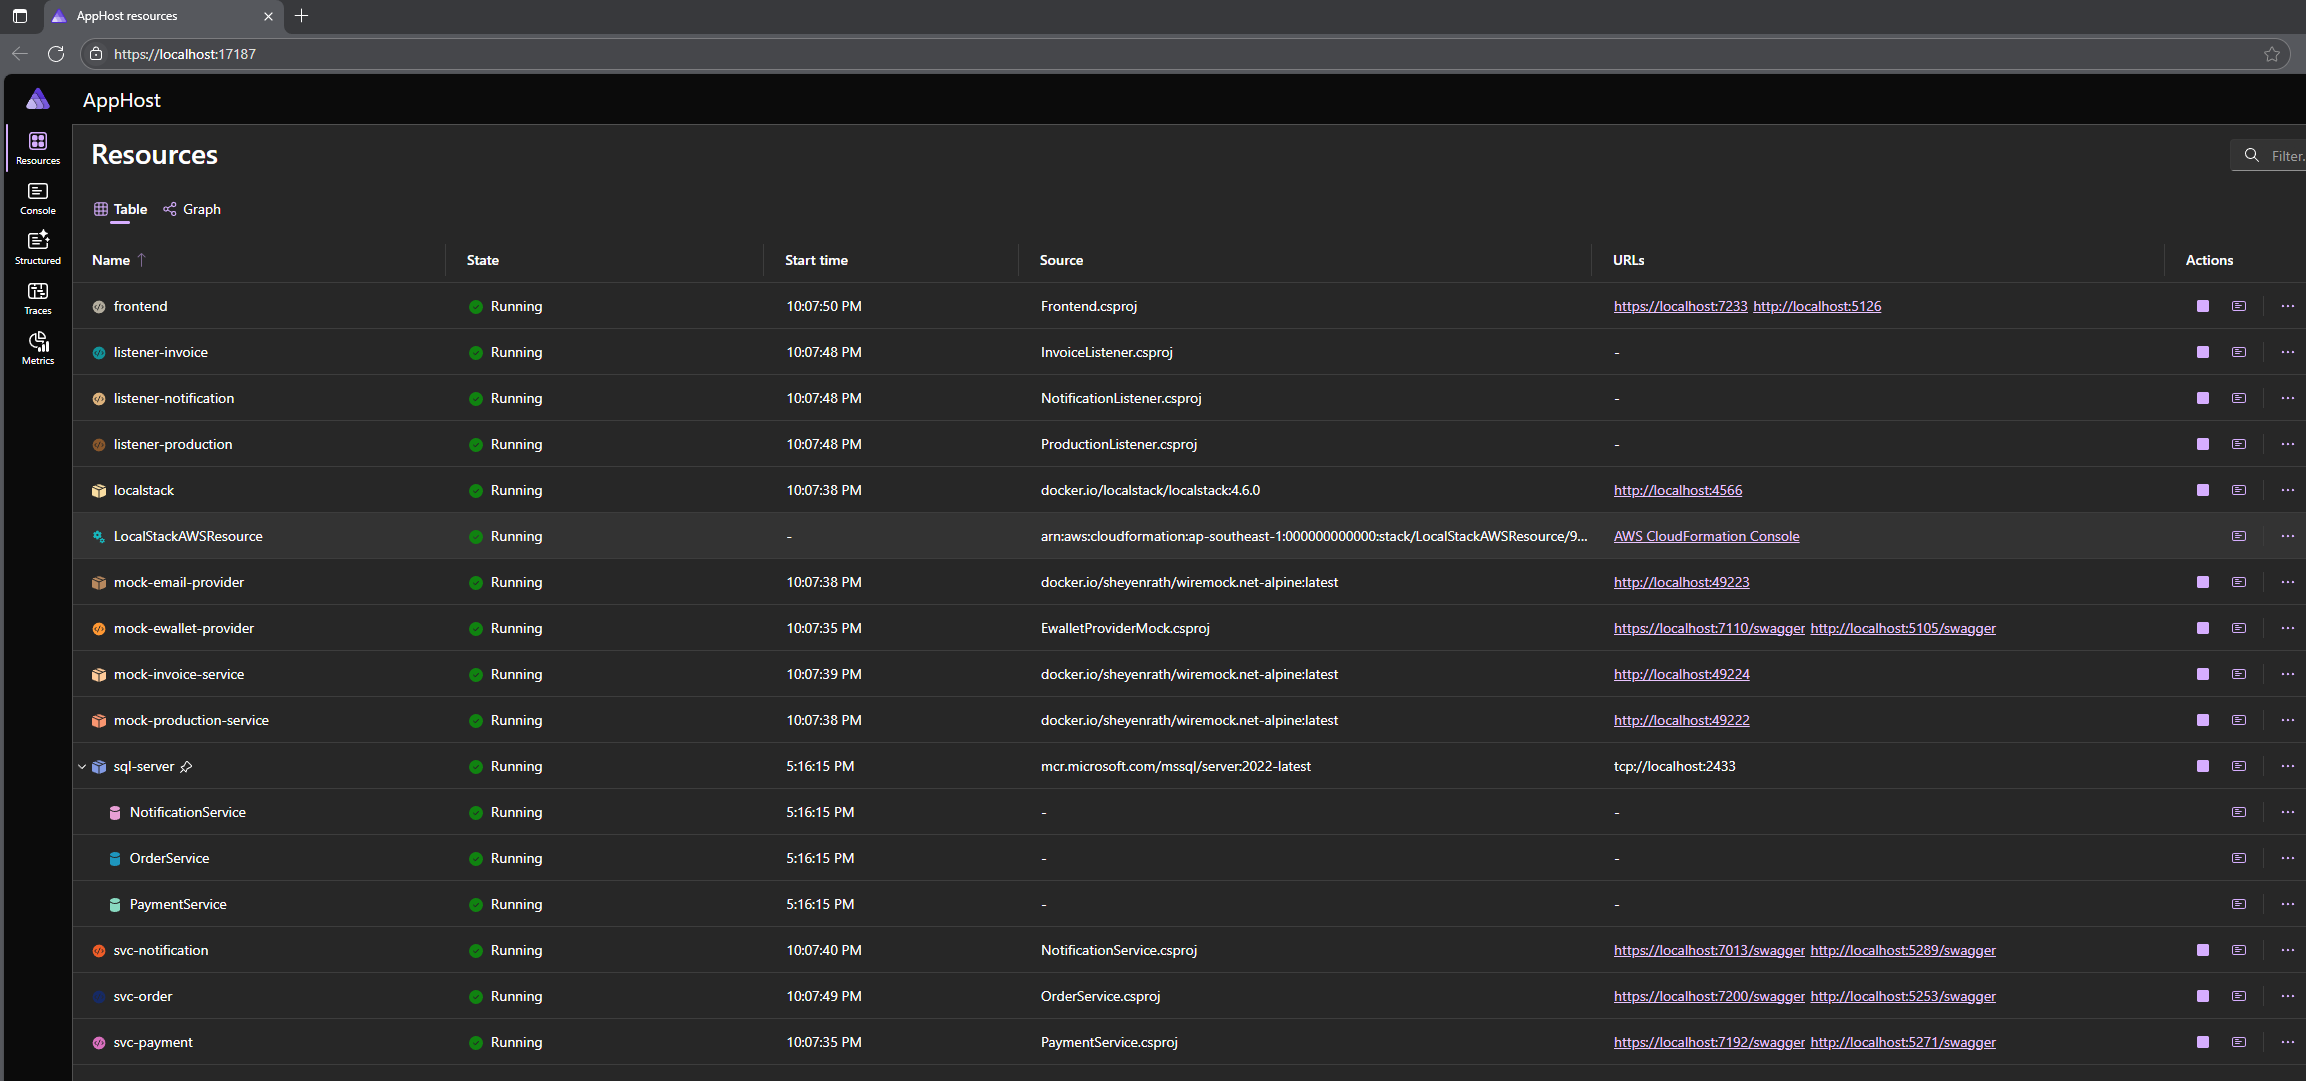 AppHost resources
https://localhost:17187
AppHost
Resources
Console
Structured
Traces
Metrics
Resources
Filter.
Table Graph
Name State Start time Source URLs Actions
frontend Running 10:07:50 PM Frontend.csproj https://localhost:7233 http://localhost:5126
listener-invoice Running 10:07:48 PM InvoiceListener.csproj -
listener-notification Running 10:07:48 PM NotificationListener.csproj -
listener-production Running 10:07:48 PM ProductionListener.csproj -
localstack Running 10:07:38 PM docker.io/localstack/localstack:4.6.0 http://localhost:4566
LocalStackAWSResource Running - arn:aws:cloudformation:ap-southeast-1:000000000000:stack/LocalStackAWSResource/9... AWS CloudFormation Console
mock-email-provider Running 10:07:38 PM docker.io/sheyenrath/wiremock.net-alpine:latest http://localhost:49223
mock-ewallet-provider Running 10:07:35 PM EwalletProviderMock.csproj https://localhost:7110/swagger http://localhost:5105/swagger
mock-invoice-service Running 10:07:39 PM docker.io/sheyenrath/wiremock.net-alpine:latest http://localhost:49224
mock-production-service Running 10:07:38 PM docker.io/sheyenrath/wiremock.net-alpine:latest http://localhost:49222
sql-server Running 5:16:15 PM mcr.microsoft.com/mssql/server:2022-latest tcp://localhost:2433
NotificationService Running 5:16:15 PM - -
OrderService Running 5:16:15 PM - -
PaymentService Running 5:16:15 PM - -
svc-notification Running 10:07:40 PM NotificationService.csproj https://localhost:7013/swagger http://localhost:5289/swagger
svc-order Running 10:07:49 PM OrderService.csproj https://localhost:7200/swagger http://localhost:5253/swagger
svc-payment Running 10:07:35 PM PaymentService.csproj https://localhost:7192/swagger http://localhost:5271/swagger